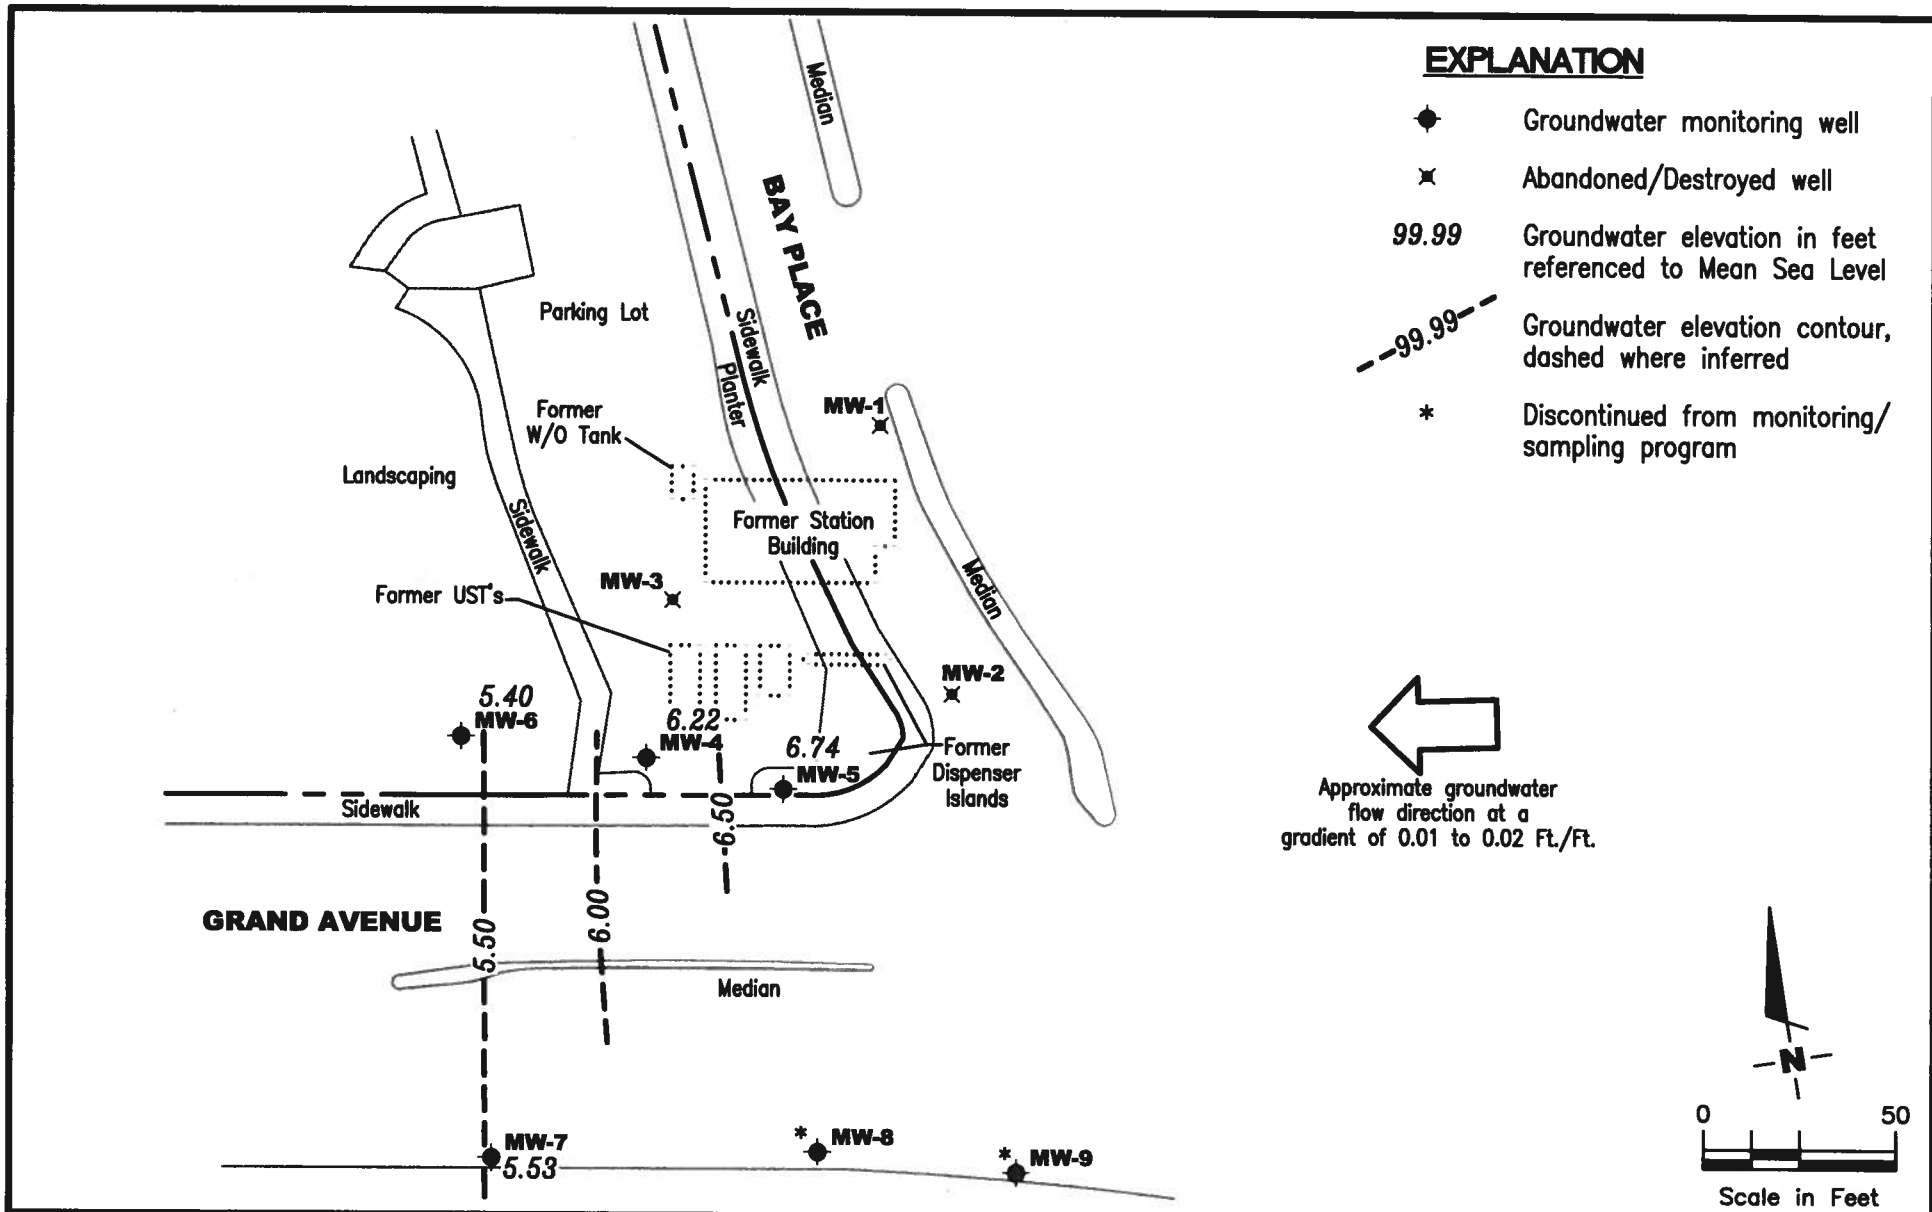 EXPLANATION
Groundwater monitoring well
Abandoned/Destroyed well
99.99
Groundwater elevation in feet
referenced to Mean Sea Level
99.99
Groundwater elevation contour,
dashed where inferred
*
Discontinued from monitoring/
sampling program
Median
BAY PLACE
Parking Lot
Sidewalk
Planter
MW-1
Former
W/O Tank
Landscaping
Sidewalk
Former Station
Building
Median
MW-3
Former UST's
MW-2
5.40
MW-6
6.22
MW-4
6.74
MW-5
Former
Dispenser
Islands
Sidewalk
6.50
Approximate groundwater
flow direction at a
gradient of 0.01 to 0.02 Ft./Ft.
GRAND AVENUE
5.50
6.00
Median
MW-7
5.53
*
MW-8
*
MW-9
N
0 50
Scale in Feet